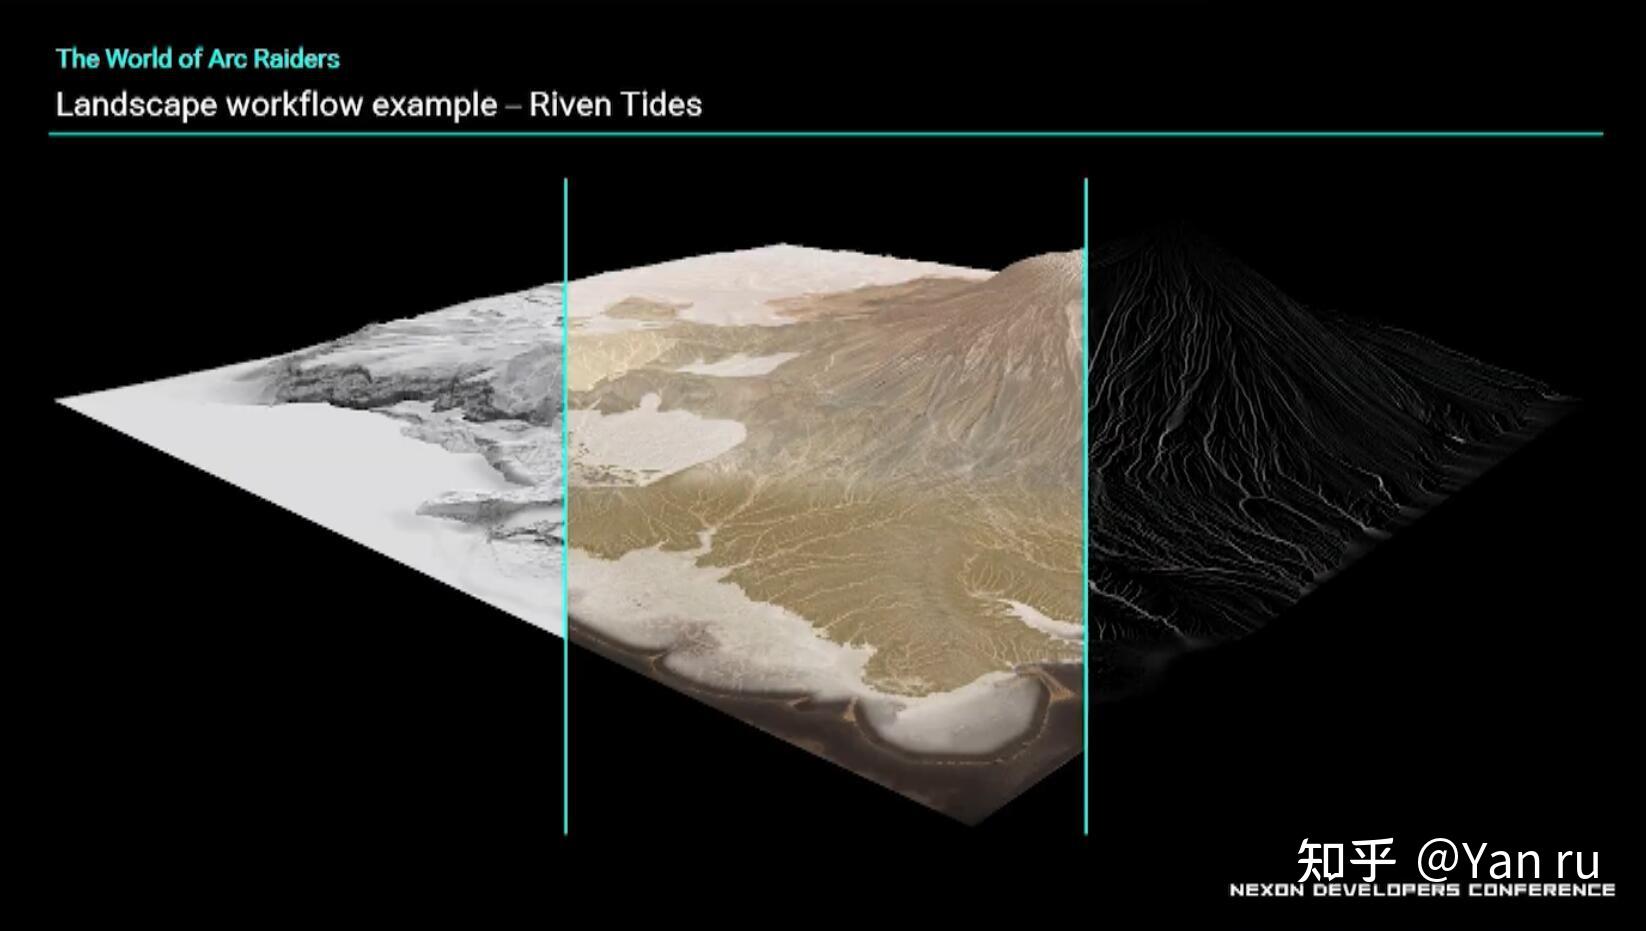 The World of Arc Raiders
Landscape workflow example – Riven Tides
知乎 @Yan ru
NEXON DEVELOPERS CONFERENCE